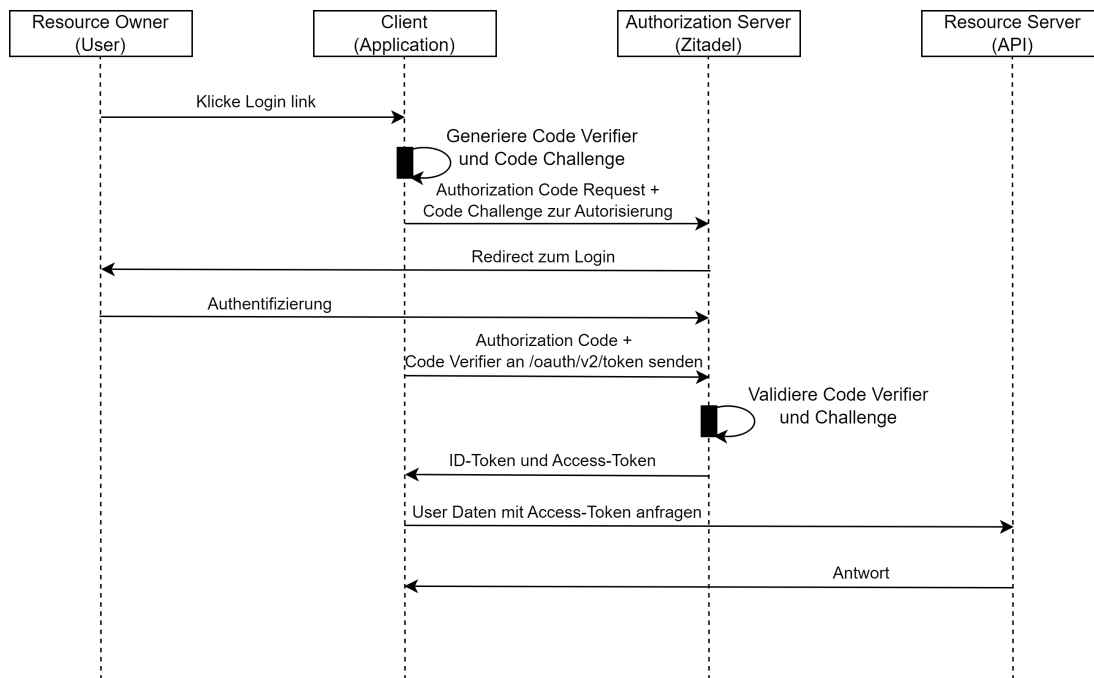 Resource Owner
(User)
Client
(Application)
Authorization Server
(Zitadel)
Resource Server
(API)
Klicke Login link
Generiere Code Verifier
und Code Challenge
Authorization Code Request +
Code Challenge zur Autorisierung
Redirect zum Login
Authentifizierung
Authorization Code +
Code Verifier an /oauth/v2/token senden
Validiere Code Verifier
und Challenge
ID-Token und Access-Token
User Daten mit Access-Token anfragen
Antwort